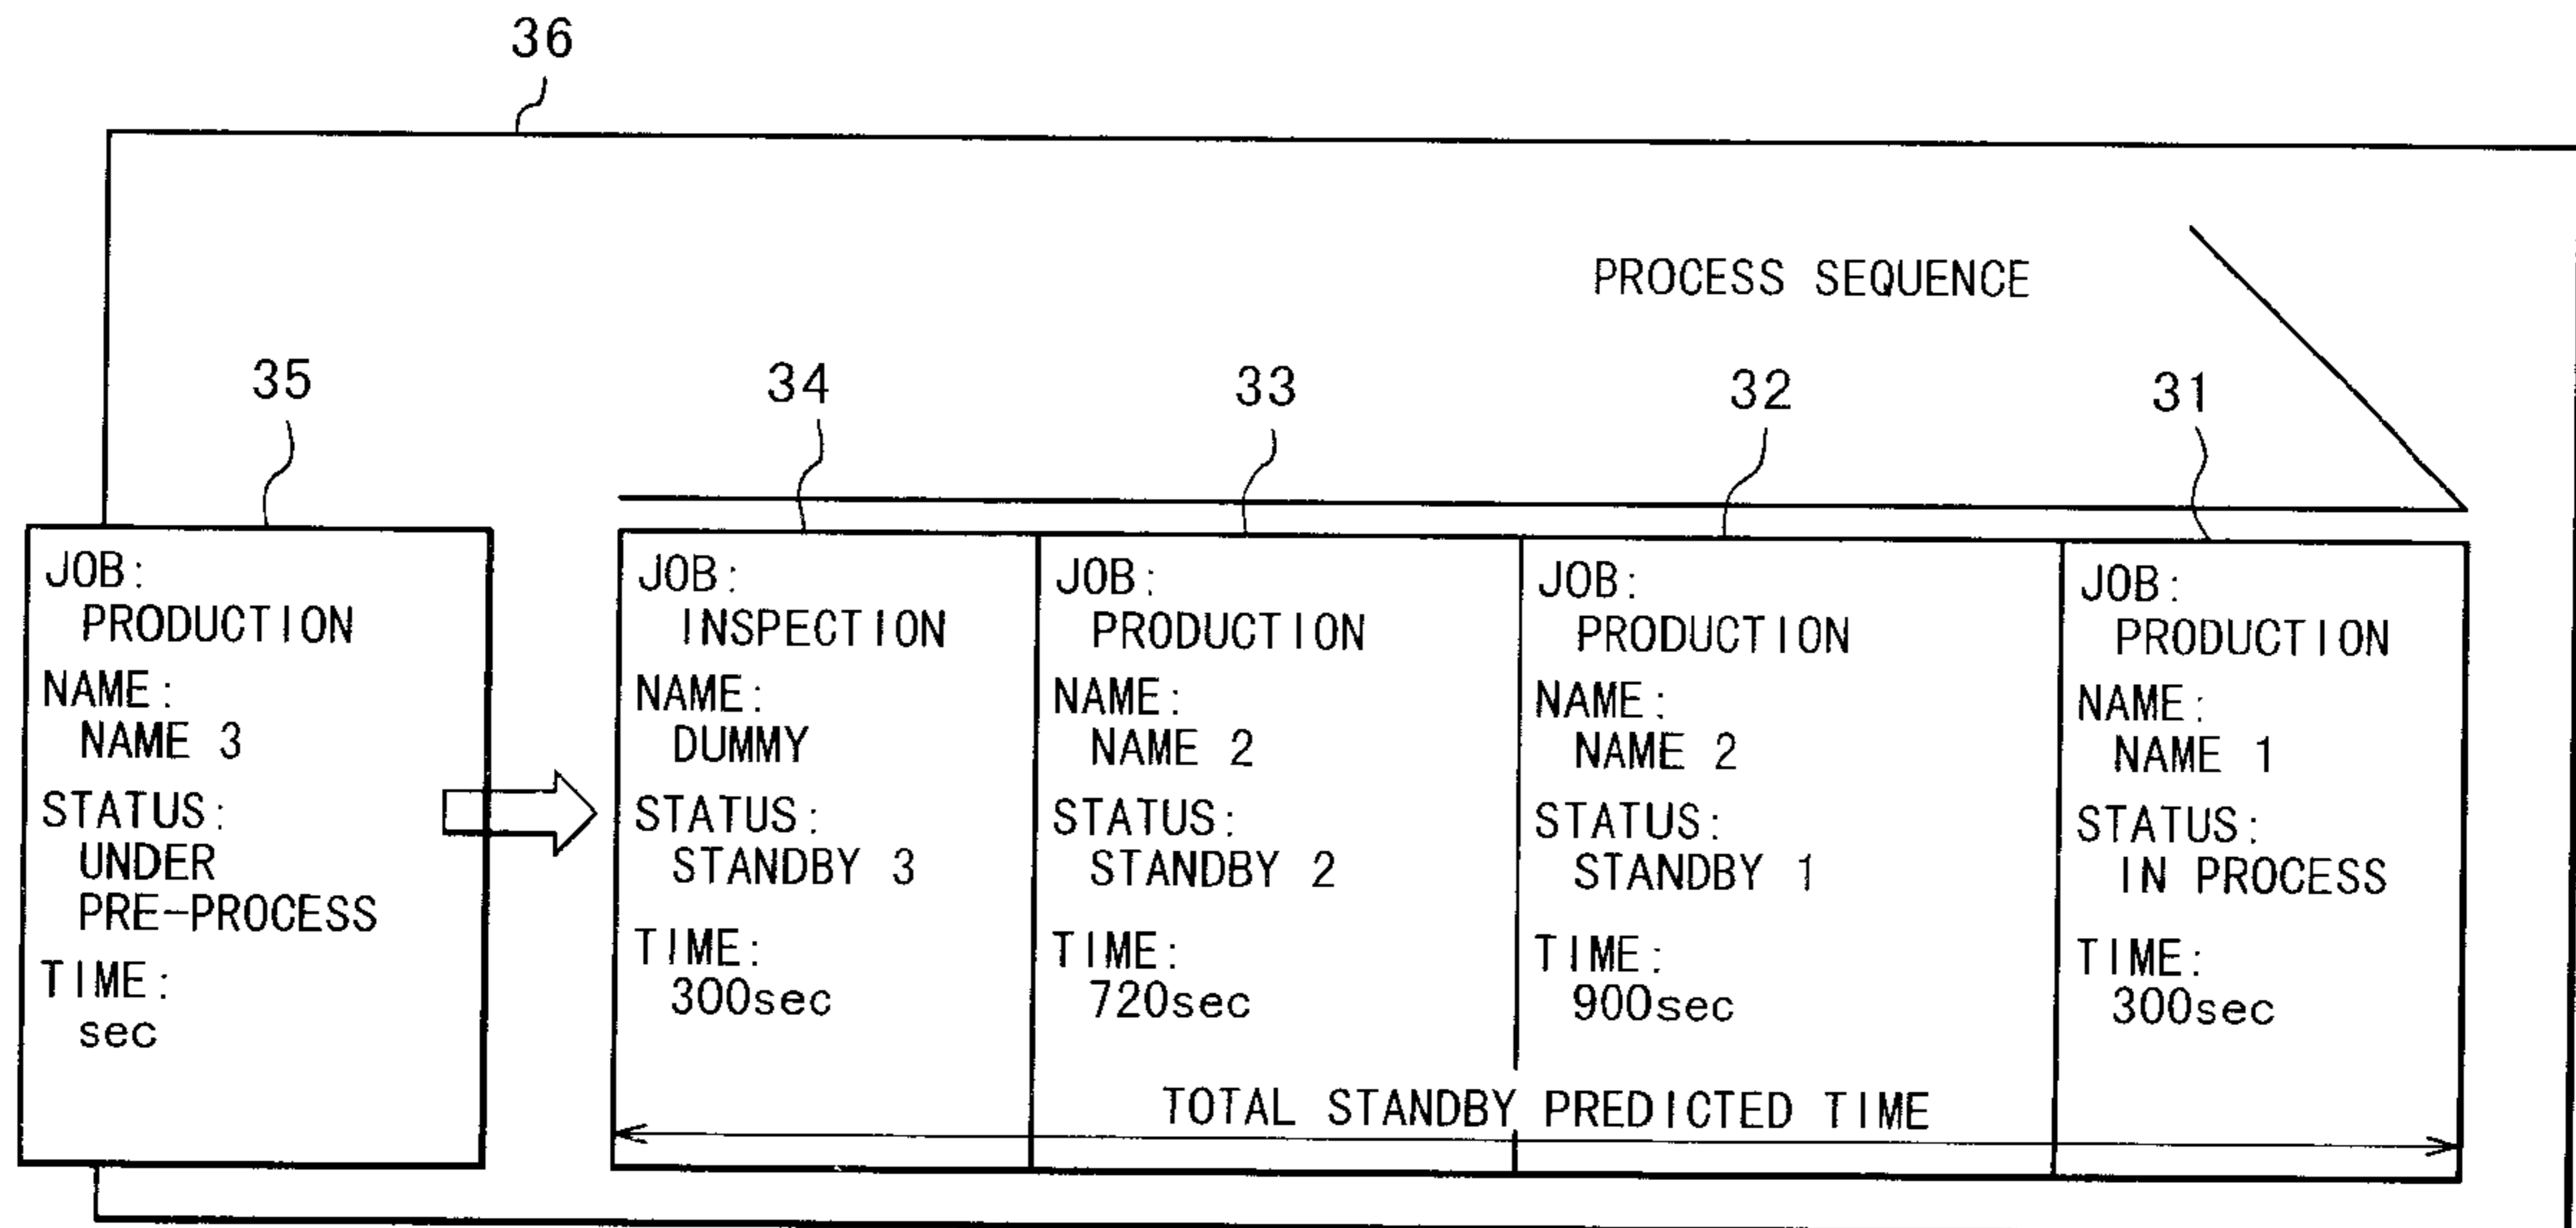 36
PROCESS SEQUENCE
35
34
33
32
31
JOB:
PRODUCTION
NAME:
NAME 3
STATUS:
UNDER
PRE-PROCESS
TIME:
sec
JOB:
INSPECTION
NAME:
DUMMY
STATUS:
STANDBY 3
TIME:
300sec
JOB:
PRODUCTION
NAME:
NAME 2
STATUS:
STANDBY 2
TIME:
720sec
JOB:
PRODUCTION
NAME:
NAME 2
STATUS:
STANDBY 1
TIME:
900sec
JOB:
PRODUCTION
NAME:
NAME 1
STATUS:
IN PROCESS
TIME:
300sec
TOTAL STANDBY PREDICTED TIME